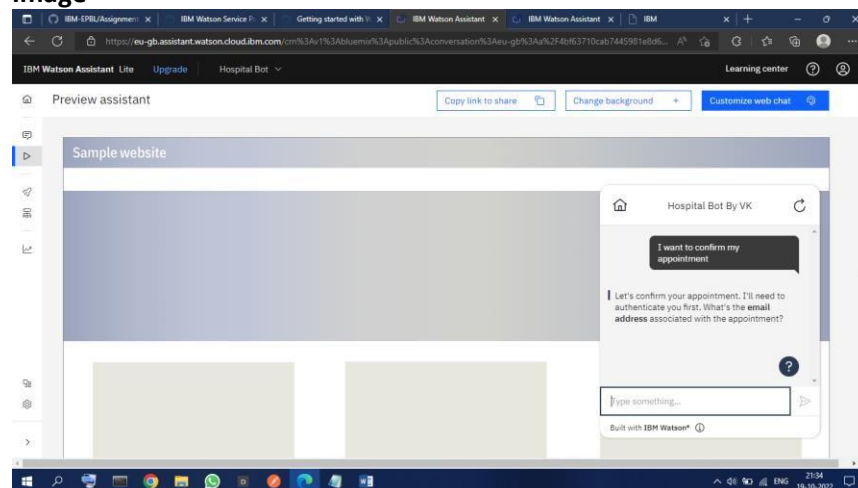 Image
IBM-EPBL/Assignment
IBM Watson Service P
Getting started with
IBM Watson Assistant
IBM Watson Assistant
IBM
https://eu-gb.assistant.watson.cloud.ibm.com/crn%3Av1%3Abluemix%3Apublic%3Aconversation%3Aeu-gb%3Aa%2F4bf63710cab7445981e8d6...
IBM Watson Assistant Lite Upgrade Hospital Bot Learning center
Preview assistant Copy link to share Change background + Customize web chat
Sample website
Hospital Bot By VK
I want to confirm my
appointment
Let's confirm your appointment. I'll need to
authenticate you first. What's the email
address associated with the appointment?
?
Type something...
Built with IBM Watson®
ENG
21:34
19-10-2022